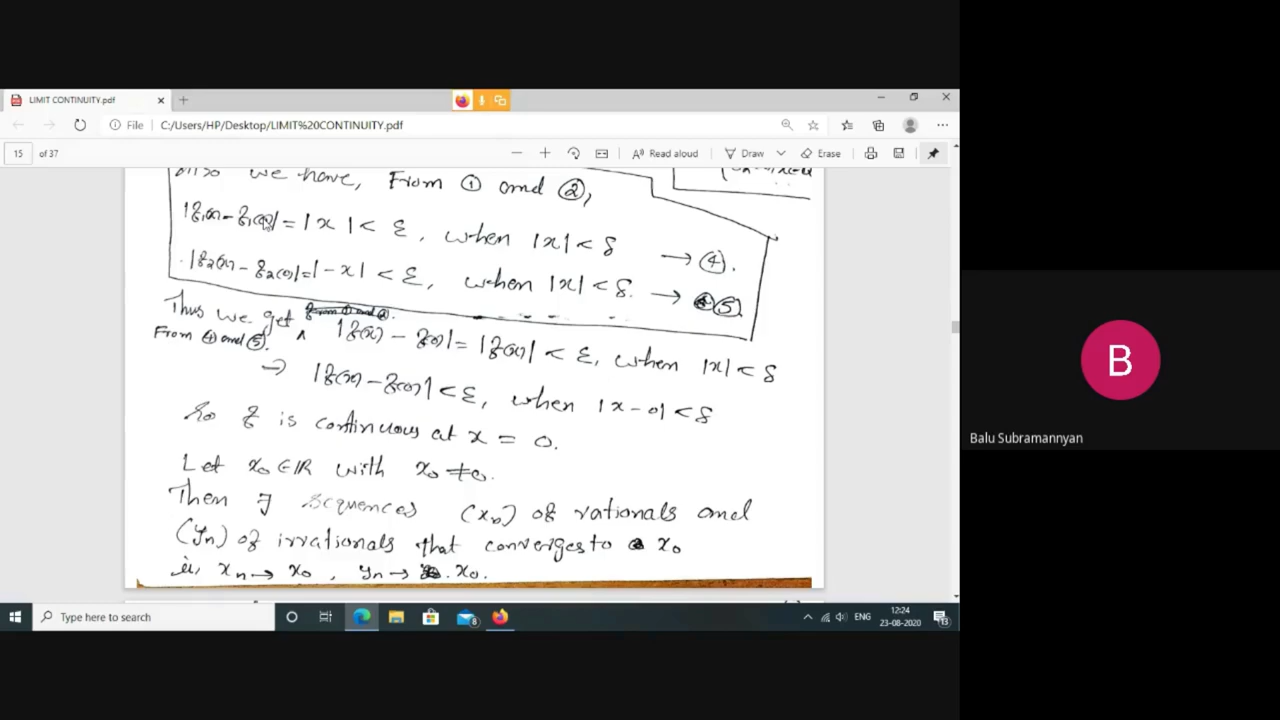 LIMIT CONTINUITY.pdf
File C:/Users/HP/Desktop/LIMIT%20CONTINUITY.pdf
15 of 37 Read aloud Draw Erase
Also we have, From ① and ②,
|f₁(x) - f₁(0)| = |x| < ε, when |x| < δ → ④.
|f₂(x) - f₂(0)| = |-x| < ε, when |x| < δ. → ⑤.
Thus we get |f(x) - f(0)| = |f(x)| < ε, when |x| < δ
From ④ and ⑤.
⇒ |f(x) - f(0)| < ε, when |x - 0| < δ
So f is continuous at x = 0.
Let x₀ ∈ IR with x₀ ≠ 0.
Then ∃ sequences (xₙ) of rationals and
(yₙ) of irrationals that converges to x₀
ie, xₙ → x₀, yₙ → x₀.
B
Balu Subramannyan
Type here to search
8
ENG
12:24
23-08-2020
13